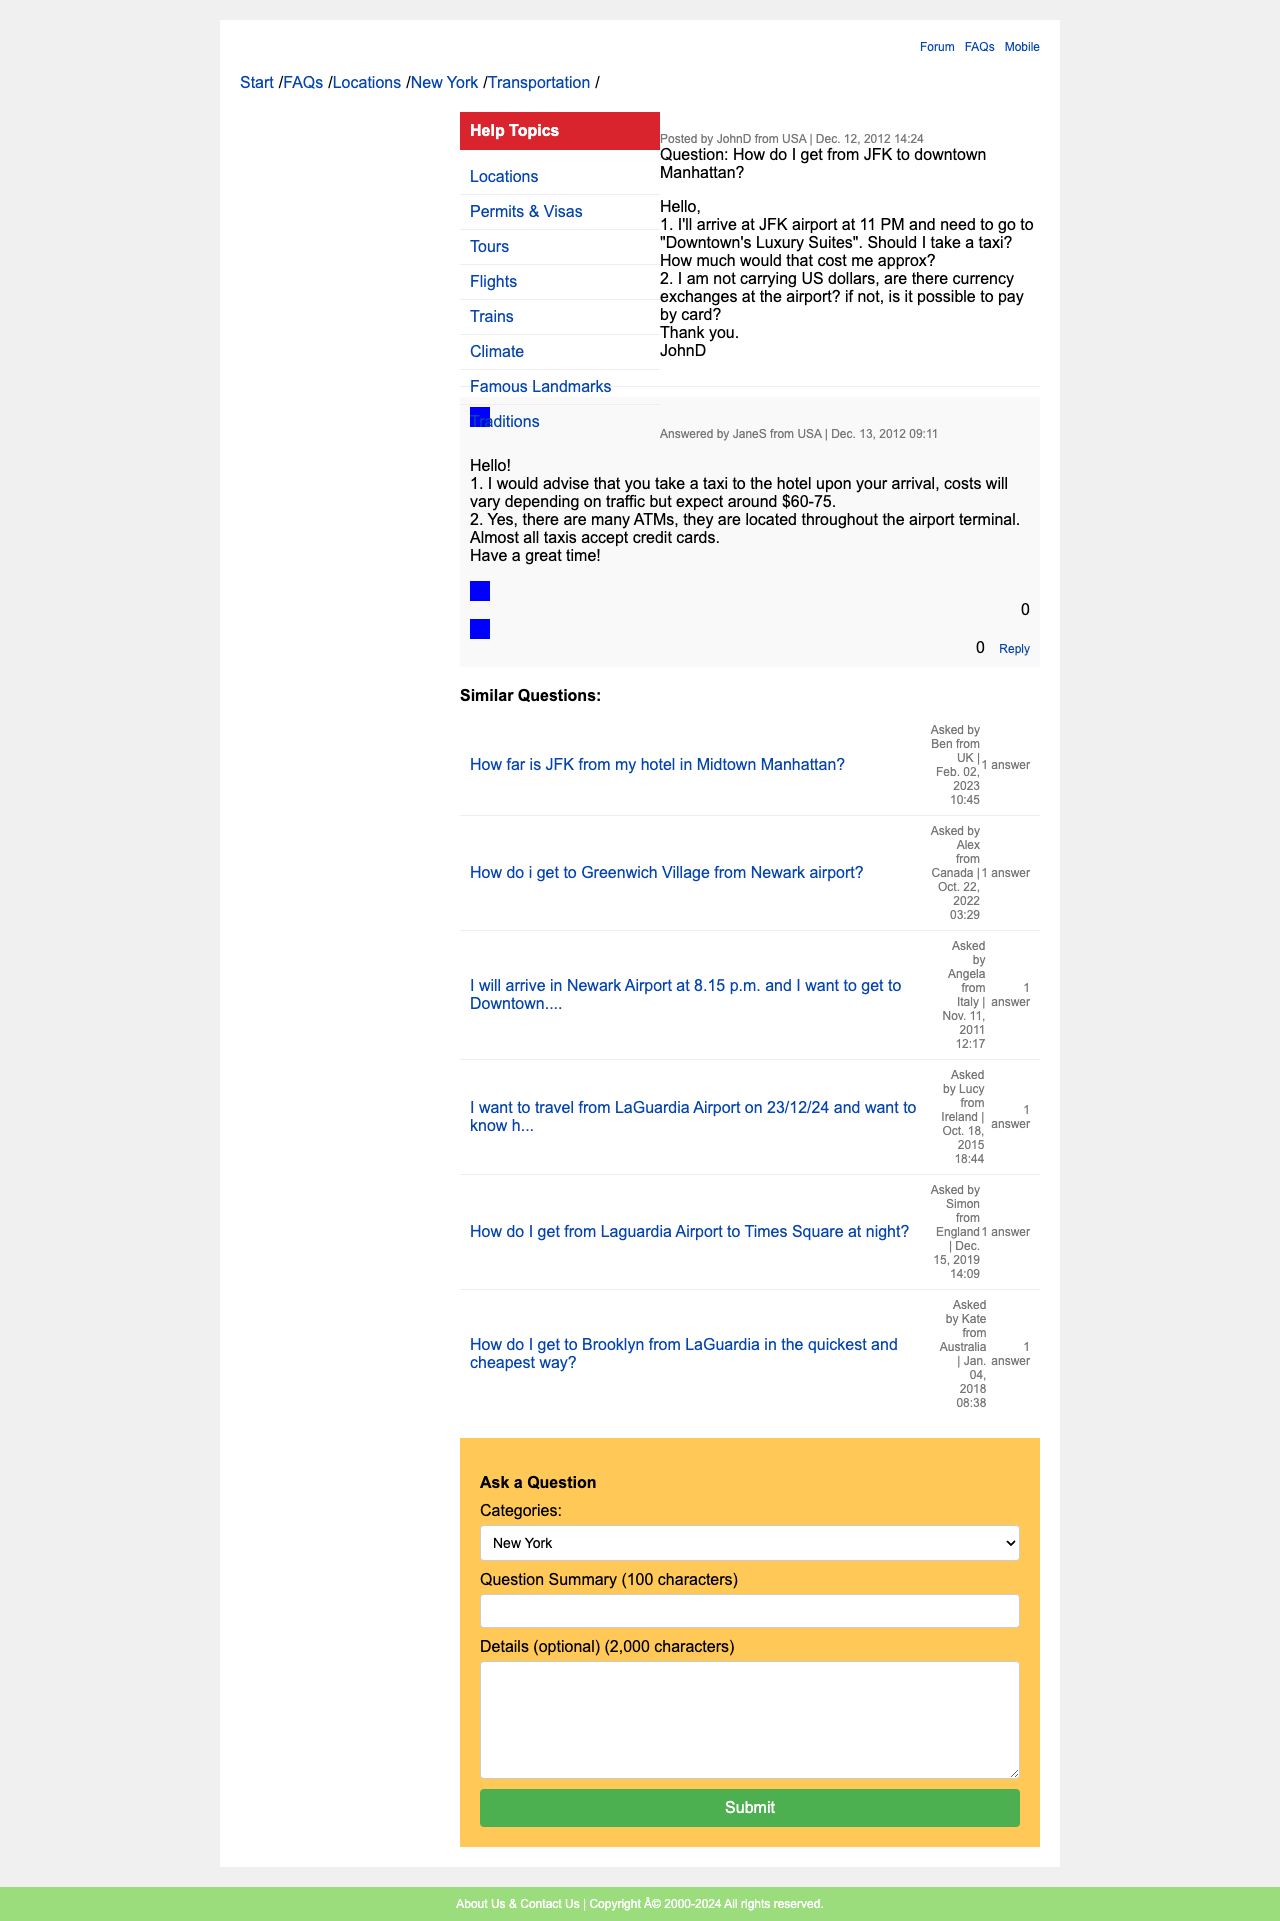 Forum FAQs Mobile
Start /FAQs /Locations /New York /Transportation /
Help Topics
Locations
Permits & Visas
Tours
Flights
Trains
Climate
Famous Landmarks
Traditions
Posted by JohnD from USA | Dec. 12, 2012 14:24
Question: How do I get from JFK to downtown
Manhattan?
Hello,
1. I'll arrive at JFK airport at 11 PM and need to go to
"Downtown's Luxury Suites". Should I take a taxi?
How much would that cost me approx?
2. I am not carrying US dollars, are there currency
exchanges at the airport? if not, is it possible to pay
by card?
Thank you.
JohnD
Answered by JaneS from USA | Dec. 13, 2012 09:11
Hello!
1. I would advise that you take a taxi to the hotel upon your arrival, costs will
vary depending on traffic but expect around $60-75.
2. Yes, there are many ATMs, they are located throughout the airport terminal.
Almost all taxis accept credit cards.
Have a great time!
0
0 Reply
Similar Questions:
How far is JFK from my hotel in Midtown Manhattan?
Asked by
Ben from
UK |
Feb. 02,
2023
10:45
1 answer
How do i get to Greenwich Village from Newark airport?
Asked by
Alex
from
Canada |
Oct. 22,
2022
03:29
1 answer
I will arrive in Newark Airport at 8.15 p.m. and I want to get to
Downtown....
Asked
by
Angela
from
Italy |
Nov. 11,
2011
12:17
1
answer
I want to travel from LaGuardia Airport on 23/12/24 and want to
know h...
Asked
by Lucy
from
Ireland |
Oct. 18,
2015
18:44
1
answer
How do I get from Laguardia Airport to Times Square at night?
Asked by
Simon
from
England
| Dec.
15, 2019
14:09
1 answer
How do I get to Brooklyn from LaGuardia in the quickest and
cheapest way?
Asked
by Kate
from
Australia
| Jan.
04,
2018
08:38
1
answer
Ask a Question
Categories:
New York
Question Summary (100 characters)
Details (optional) (2,000 characters)
Submit
About Us & Contact Us | Copyright Â© 2000-2024 All rights reserved.